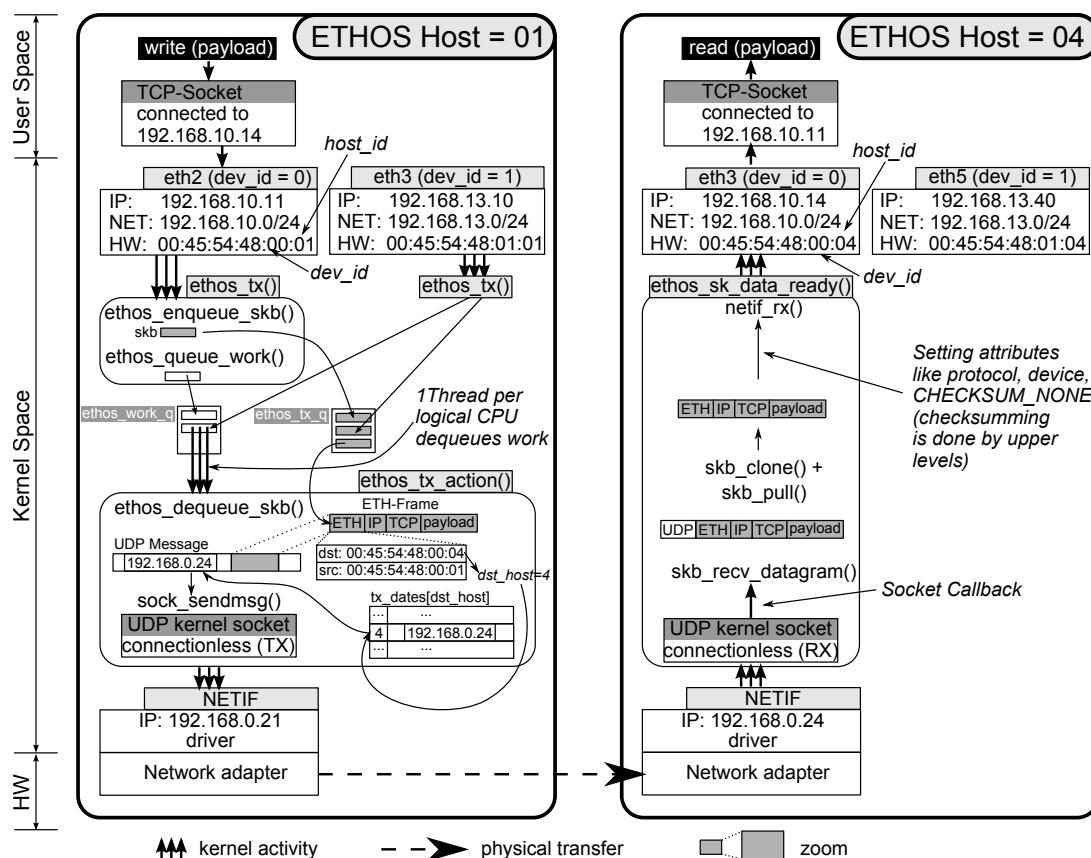 User Space
Kernel Space
HW
ETHOS Host = 01
write (payload)
TCP-Socket
connected to
192.168.10.14
host_id
eth2 (dev_id = 0)
IP: 192.168.10.11
NET: 192.168.10.0/24
HW: 00:45:54:48:00:01
eth3 (dev_id = 1)
IP: 192.168.13.10
NET: 192.168.13.0/24
HW: 00:45:54:48:01:01
dev_id
ethos_tx()
ethos_tx()
ethos_enqueue_skb()
skb
ethos_queue_work()
ethos_work_q
ethos_tx_q
1Thread per
logical CPU
dequeues work
ethos_tx_action()
ethos_dequeue_skb()
ETH-Frame
ETH IP TCP payload
UDP Message
192.168.0.24
dst: 00:45:54:48:00:04
src: 00:45:54:48:00:01
dst_host=4
sock_sendmsg()
tx_dates[dst_host]
... ...
4 192.168.0.24
... ...
UDP kernel socket
connectionless (TX)
NETIF
IP: 192.168.0.21
driver
Network adapter
ETHOS Host = 04
read (payload)
TCP-Socket
connected to
192.168.10.11
host_id
eth3 (dev_id = 0)
IP: 192.168.10.14
NET: 192.168.10.0/24
HW: 00:45:54:48:00:04
eth5 (dev_id = 1)
IP: 192.168.13.40
NET: 192.168.13.0/24
HW: 00:45:54:48:01:04
dev_id
ethos_sk_data_ready()
netif_rx()
Setting attributes
like protocol, device,
CHECKSUM_NONE
(checksumming
is done by upper
levels)
ETH IP TCP payload
skb_clone() +
skb_pull()
UDP ETH IP TCP payload
skb_recv_datagram()
Socket Callback
UDP kernel socket
connectionless (RX)
NETIF
IP: 192.168.0.24
driver
Network adapter
kernel activity
physical transfer
zoom